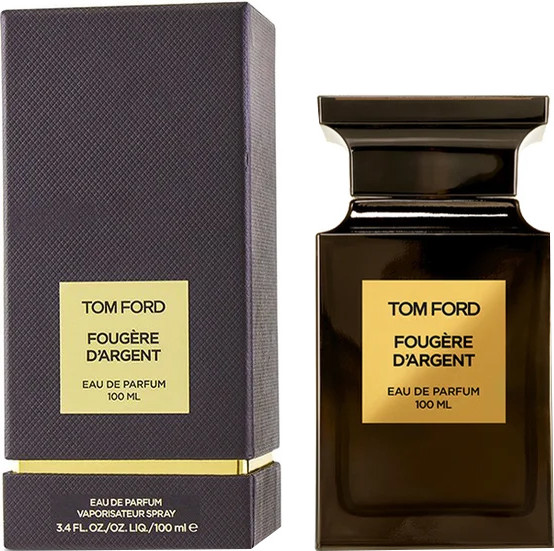 TOM FORD
FOUGÈRE
D'ARGENT
EAU DE PARFUM
100 ML
EAU DE PARFUM
VAPORISATEUR SPRAY
3.4 FL. OZ./OZ. LIQ./100 ml ℮
TOM FORD
FOUGÈRE
D'ARGENT
EAU DE PARFUM
100 ML